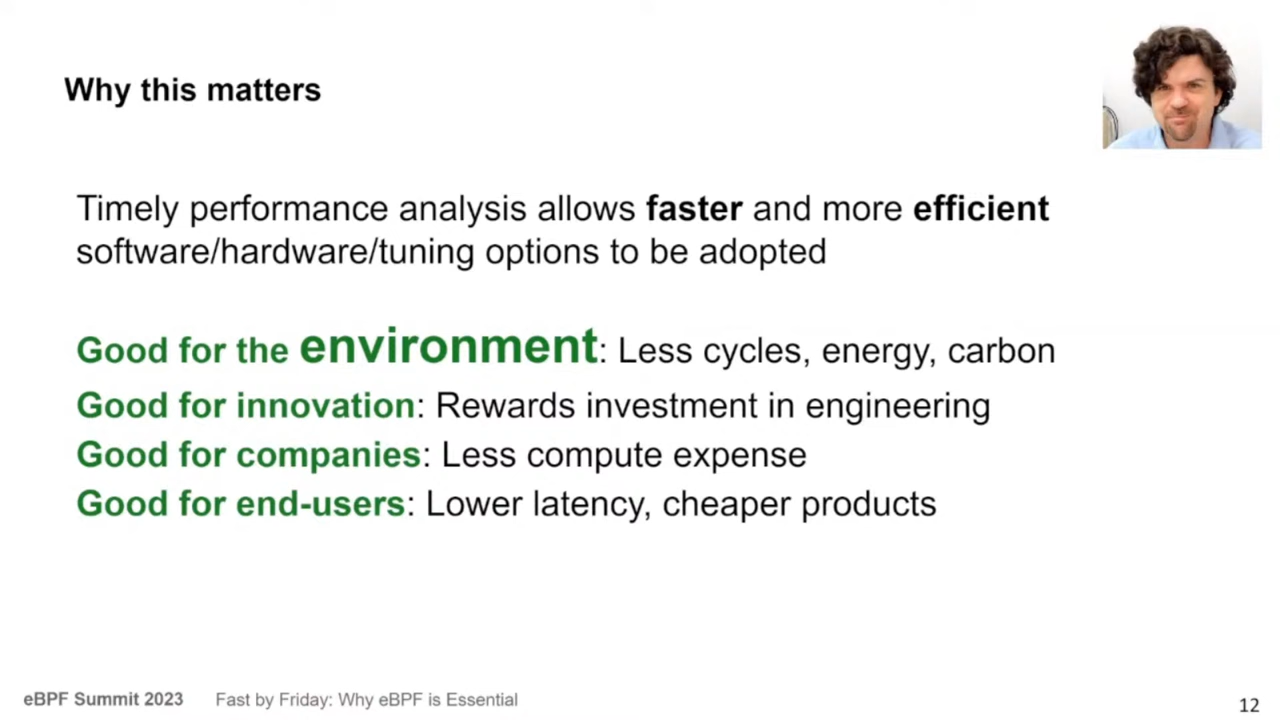 Why this matters
Timely performance analysis allows faster and more efficient
software/hardware/tuning options to be adopted
Good for the environment: Less cycles, energy, carbon
Good for innovation: Rewards investment in engineering
Good for companies: Less compute expense
Good for end-users: Lower latency, cheaper products
eBPF Summit 2023 Fast by Friday: Why eBPF is Essential
12